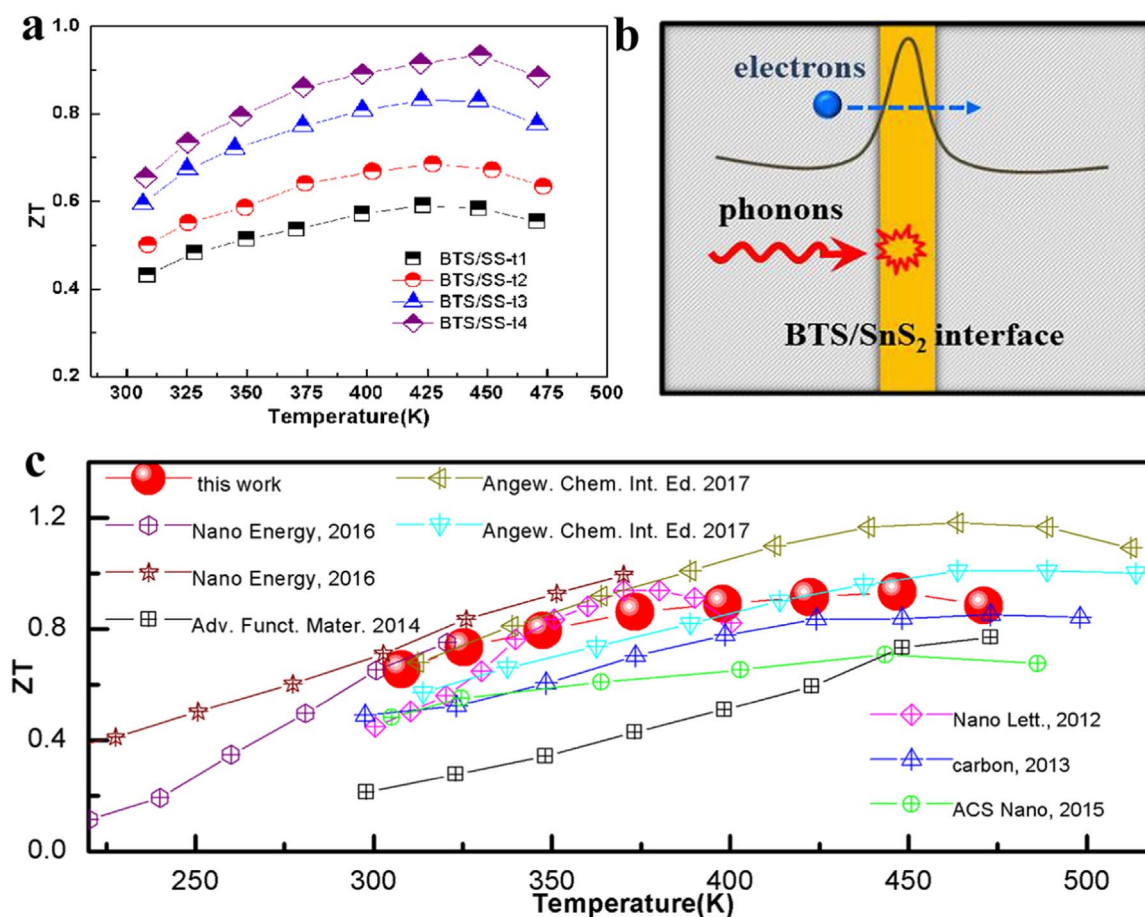 a
1.0
0.8
0.6
0.4
0.2
ZT
BTS/SS-t1
BTS/SS-t2
BTS/SS-t3
BTS/SS-t4
300 325 350 375 400 425 450 475 500
Temperature(K)
b
electrons
phonons
BTS/SnS₂ interface
c
this work
Nano Energy, 2016
Nano Energy, 2016
Adv. Funct. Mater. 2014
Angew. Chem. Int. Ed. 2017
Angew. Chem. Int. Ed. 2017
Nano Lett., 2012
carbon, 2013
ACS Nano, 2015
1.2
0.8
0.4
0.0
ZT
250 300 350 400 450 500
Temperature(K)